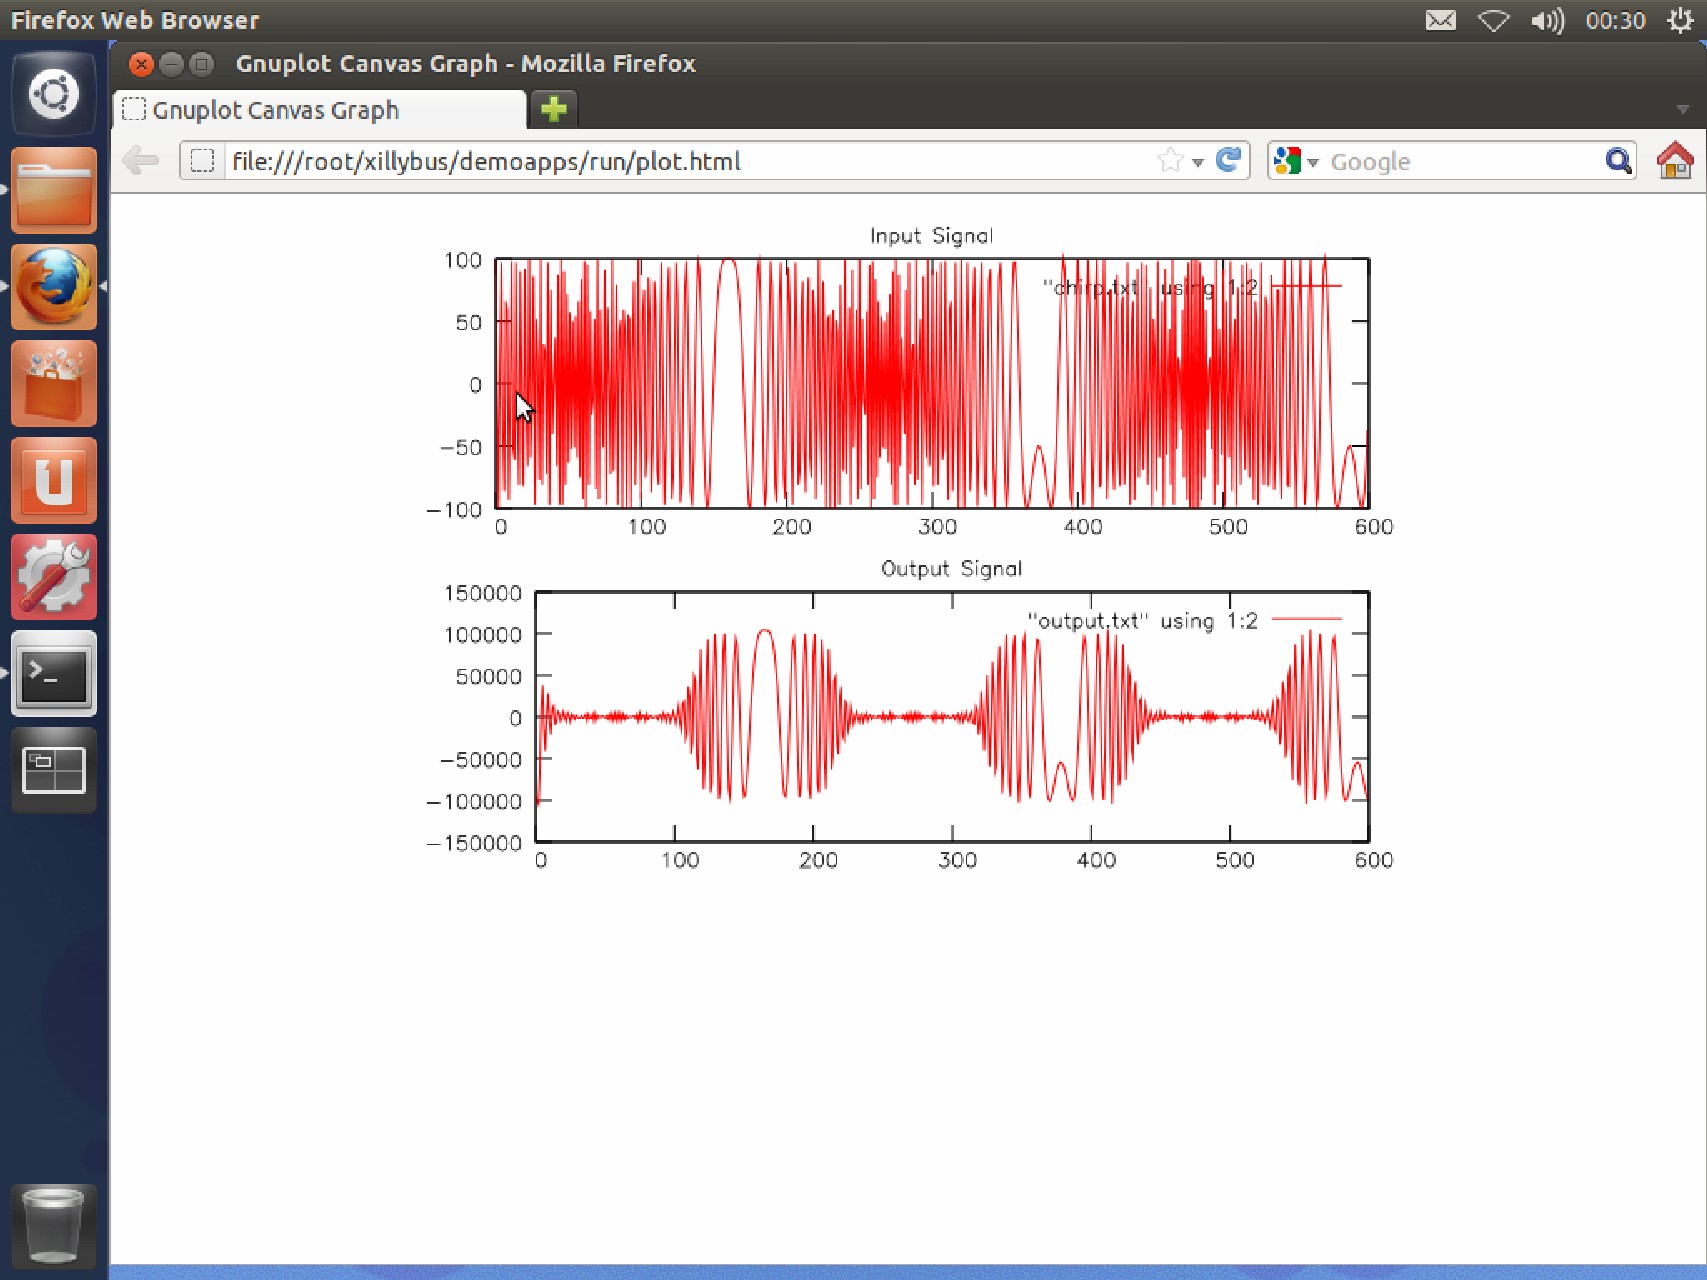 Firefox Web Browser
00:30
Gnuplot Canvas Graph - Mozilla Firefox
Gnuplot Canvas Graph
file:///root/xillybus/demoapps/run/plot.html
Google
Input Signal
100
"chirp.txt" using 1:2
50
0
−50
−100
0 100 200 300 400 500 600
Output Signal
150000
"output.txt" using 1:2
100000
50000
0
−50000
−100000
−150000
0 100 200 300 400 500 600